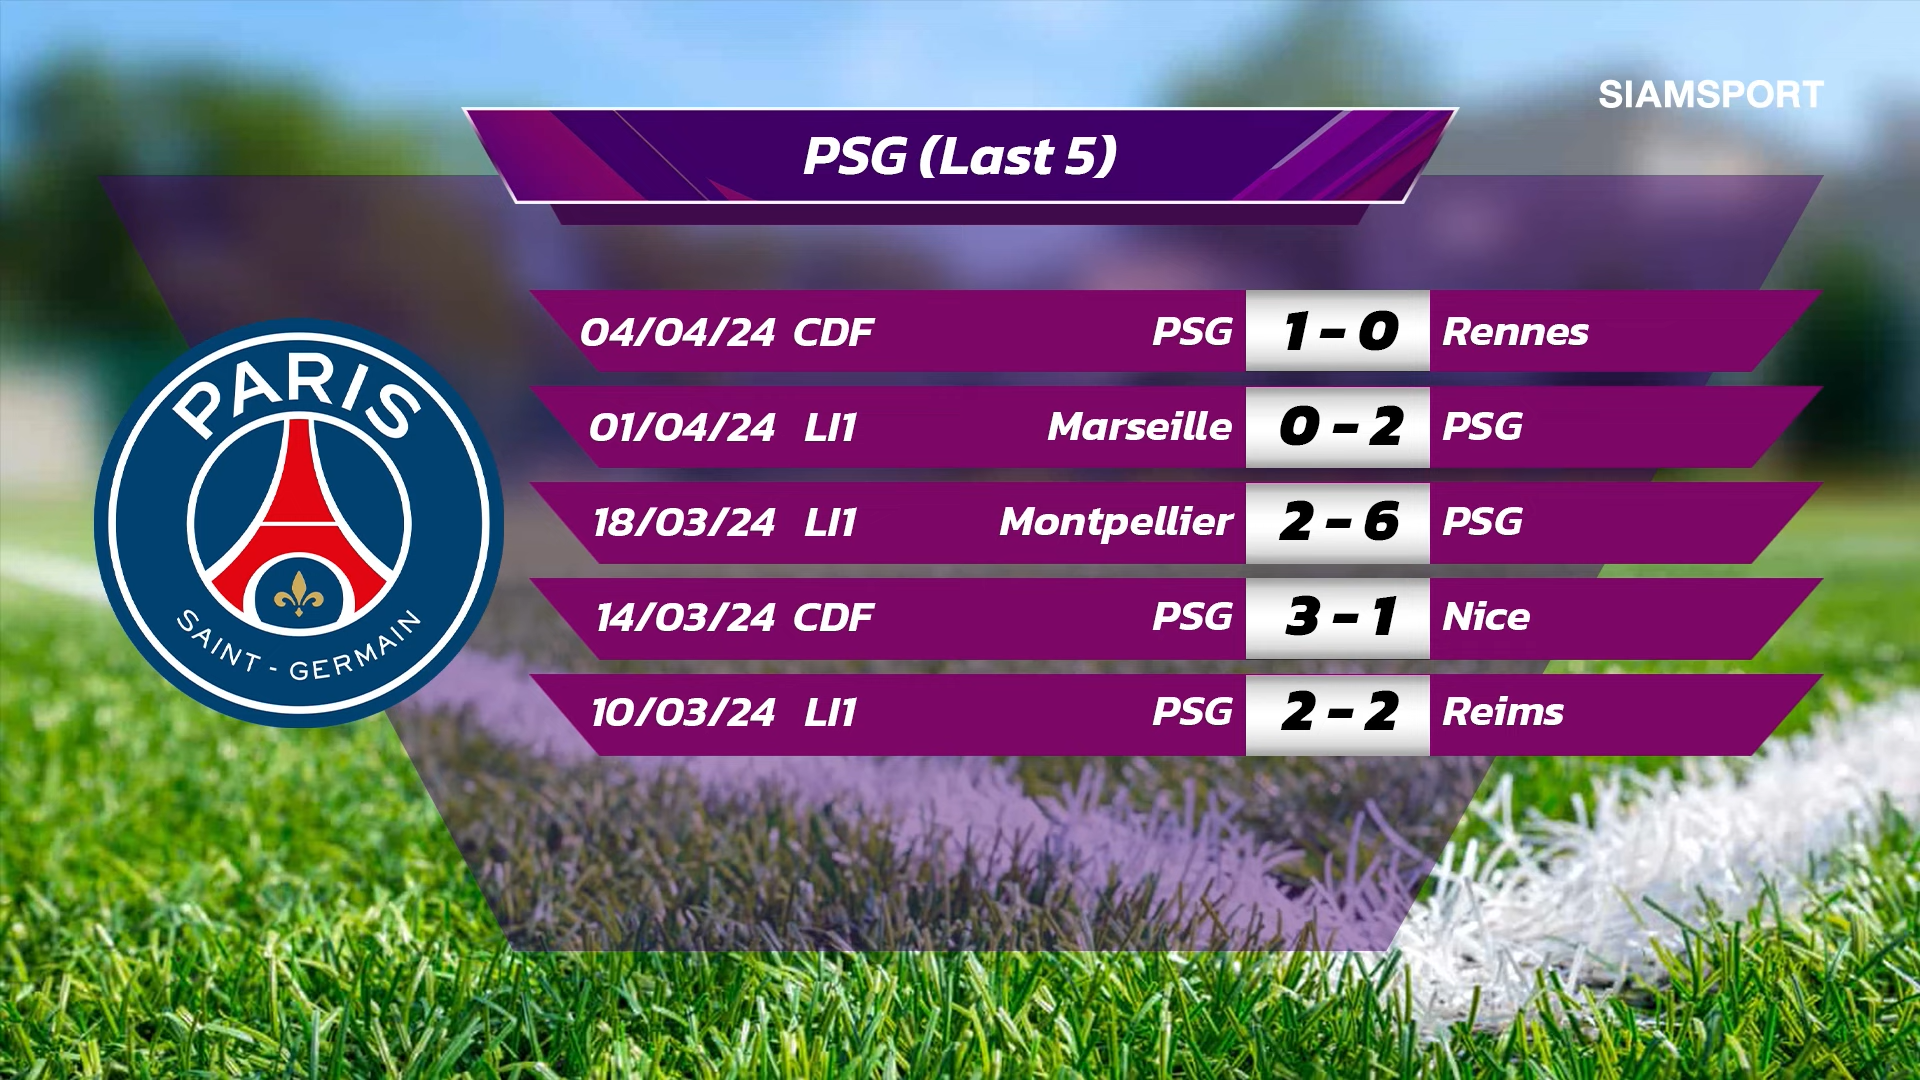 SIAMSPORT
PSG (Last 5)
PARIS
SAINT - GERMAIN
04/04/24 CDF PSG 1 - 0 Rennes
01/04/24 LI1 Marseille 0 - 2 PSG
18/03/24 LI1 Montpellier 2 - 6 PSG
14/03/24 CDF PSG 3 - 1 Nice
10/03/24 LI1 PSG 2 - 2 Reims